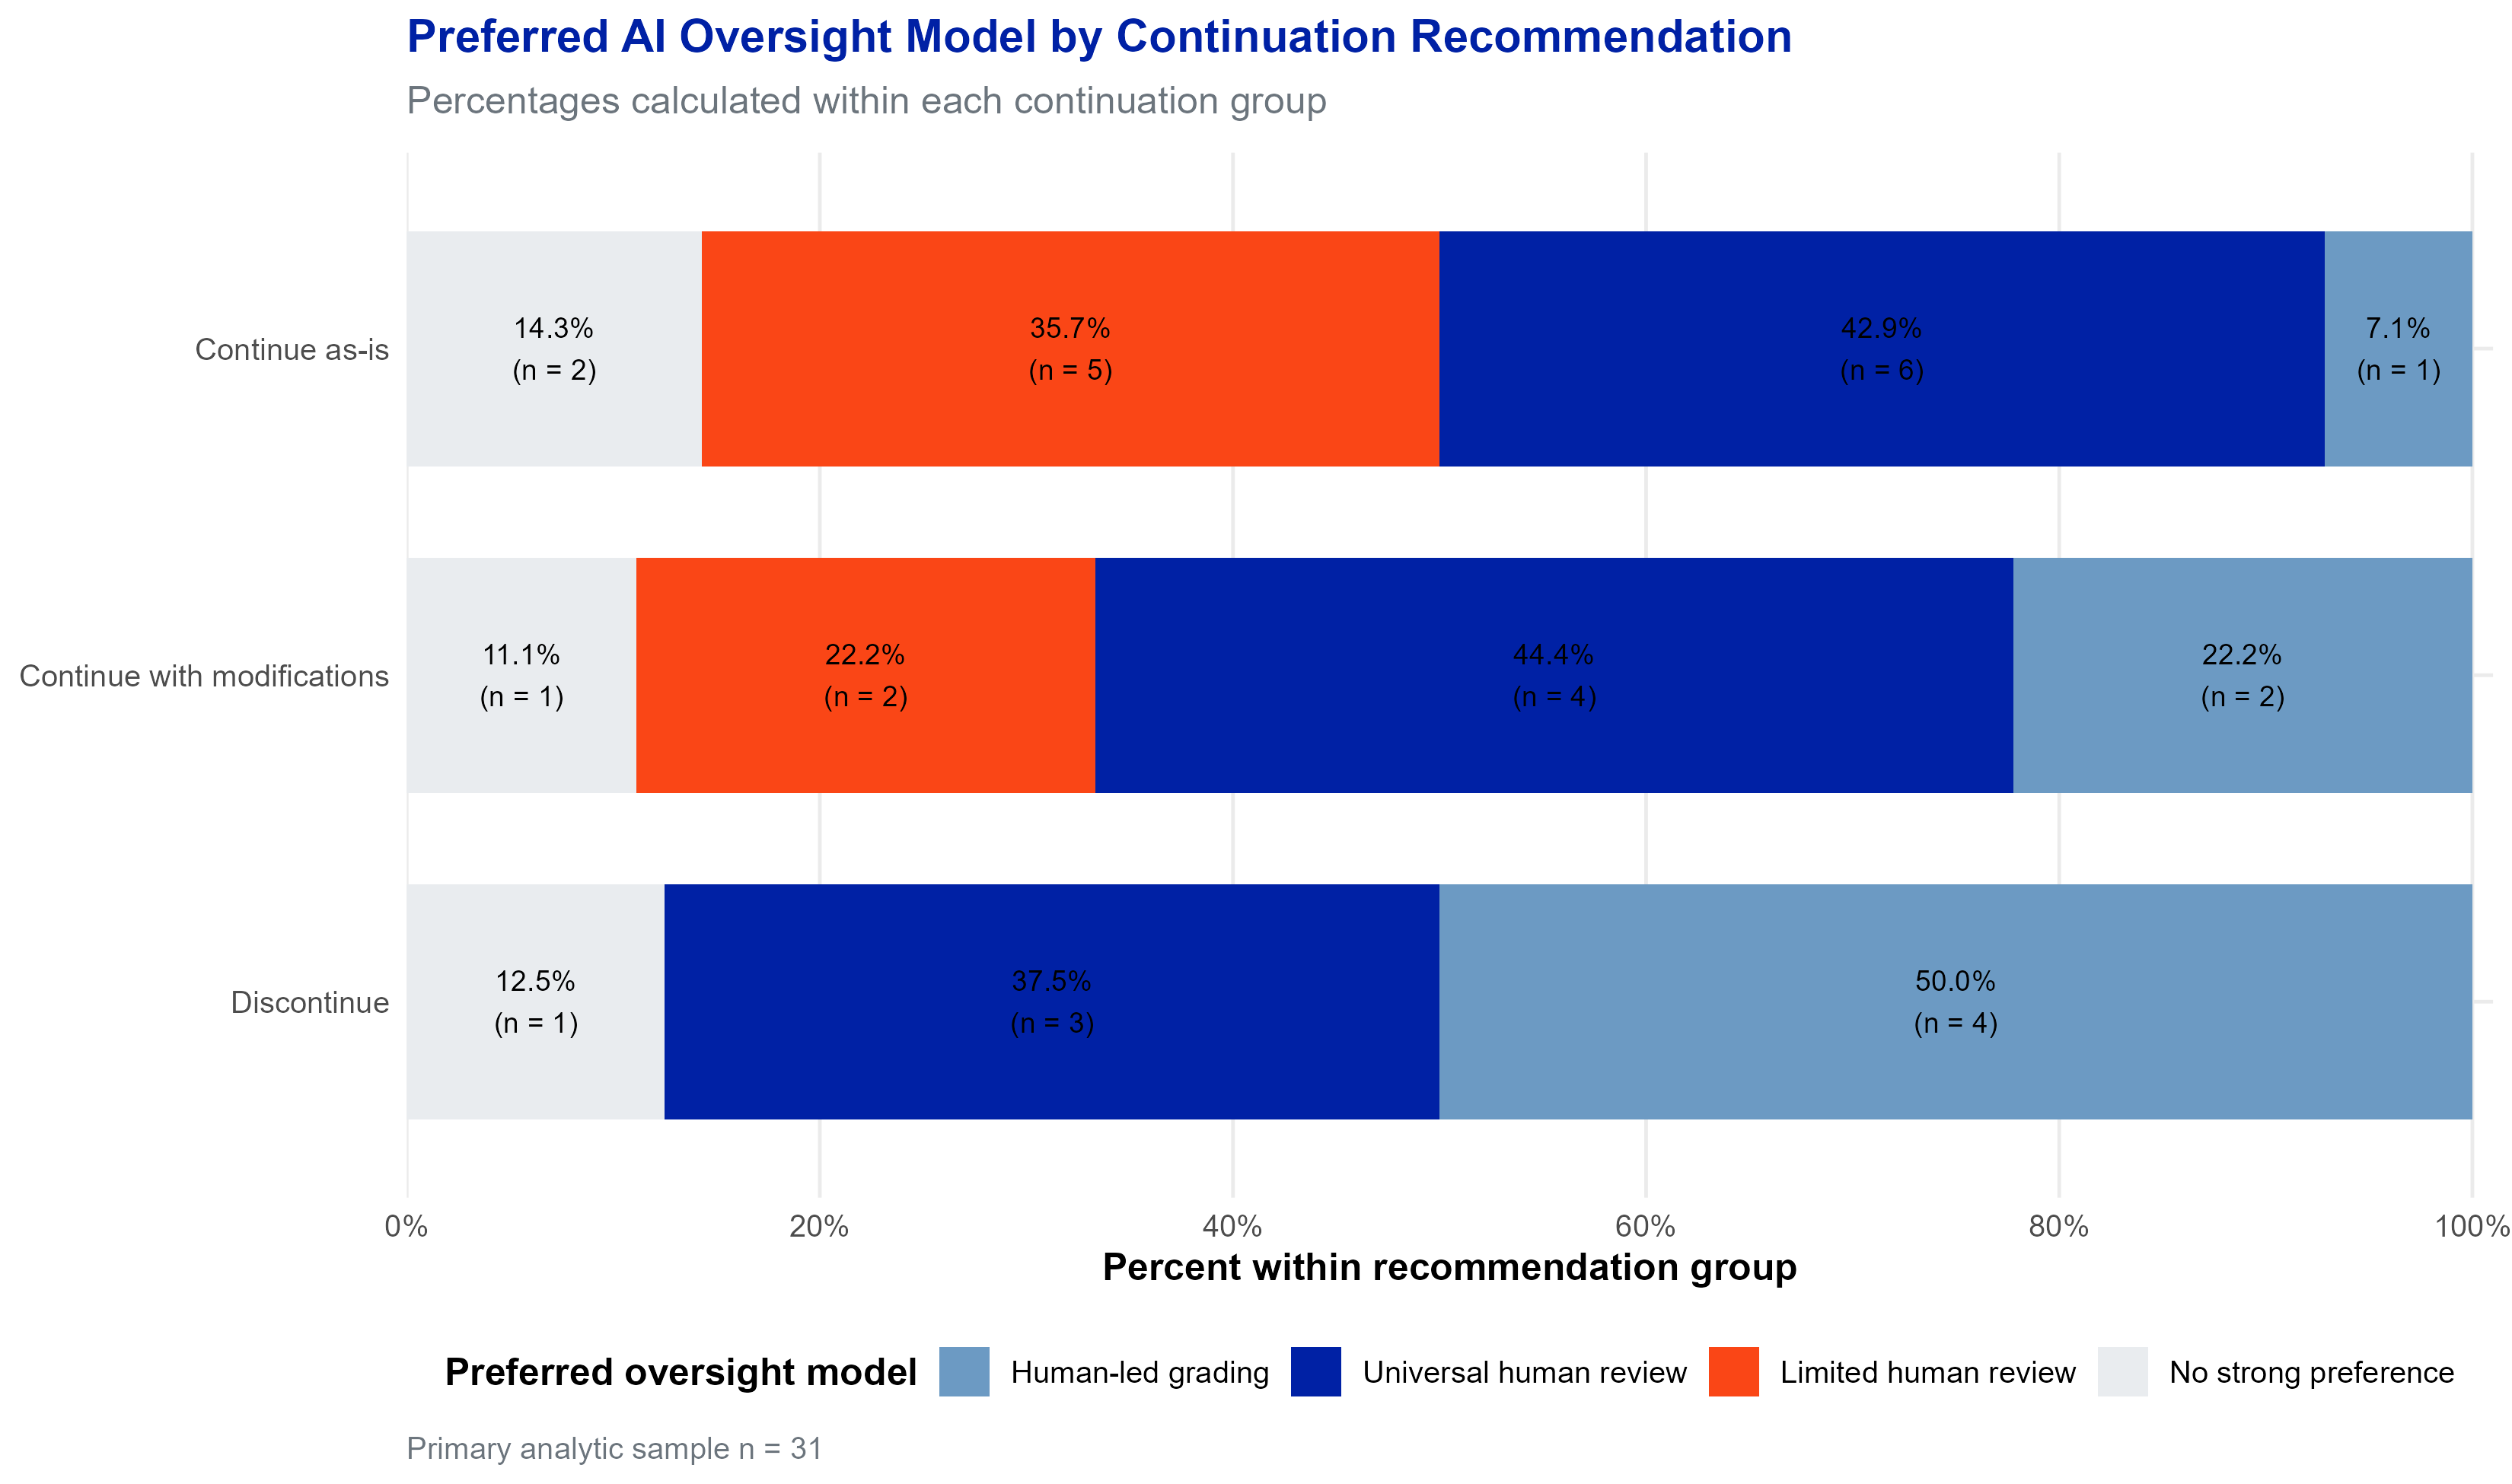 Preferred AI Oversight Model by Continuation Recommendation
Percentages calculated within each continuation group
Continue as-is
14.3%
(n = 2)
35.7%
(n = 5)
42.9%
(n = 6)
7.1%
(n = 1)
Continue with modifications
11.1%
(n = 1)
22.2%
(n = 2)
44.4%
(n = 4)
22.2%
(n = 2)
Discontinue
12.5%
(n = 1)
37.5%
(n = 3)
50.0%
(n = 4)
0% 20% 40% 60% 80% 100%
Percent within recommendation group
Preferred oversight model Human-led grading Universal human review Limited human review No strong preference
Primary analytic sample n = 31